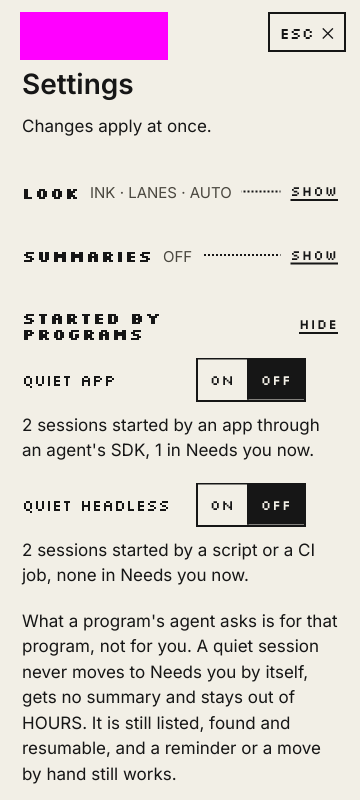 ESC ×
Settings
Changes apply at once.
LOOK INK · LANES · AUTO SHOW
SUMMARIES OFF SHOW
STARTED BY
PROGRAMS HIDE
QUIET APP ON OFF
2 sessions started by an app through
an agent's SDK, 1 in Needs you now.
QUIET HEADLESS ON OFF
2 sessions started by a script or a CI
job, none in Needs you now.
What a program's agent asks is for that
program, not for you. A quiet session
never moves to Needs you by itself,
gets no summary and stays out of
HOURS. It is still listed, found and
resumable, and a reminder or a move
by hand still works.